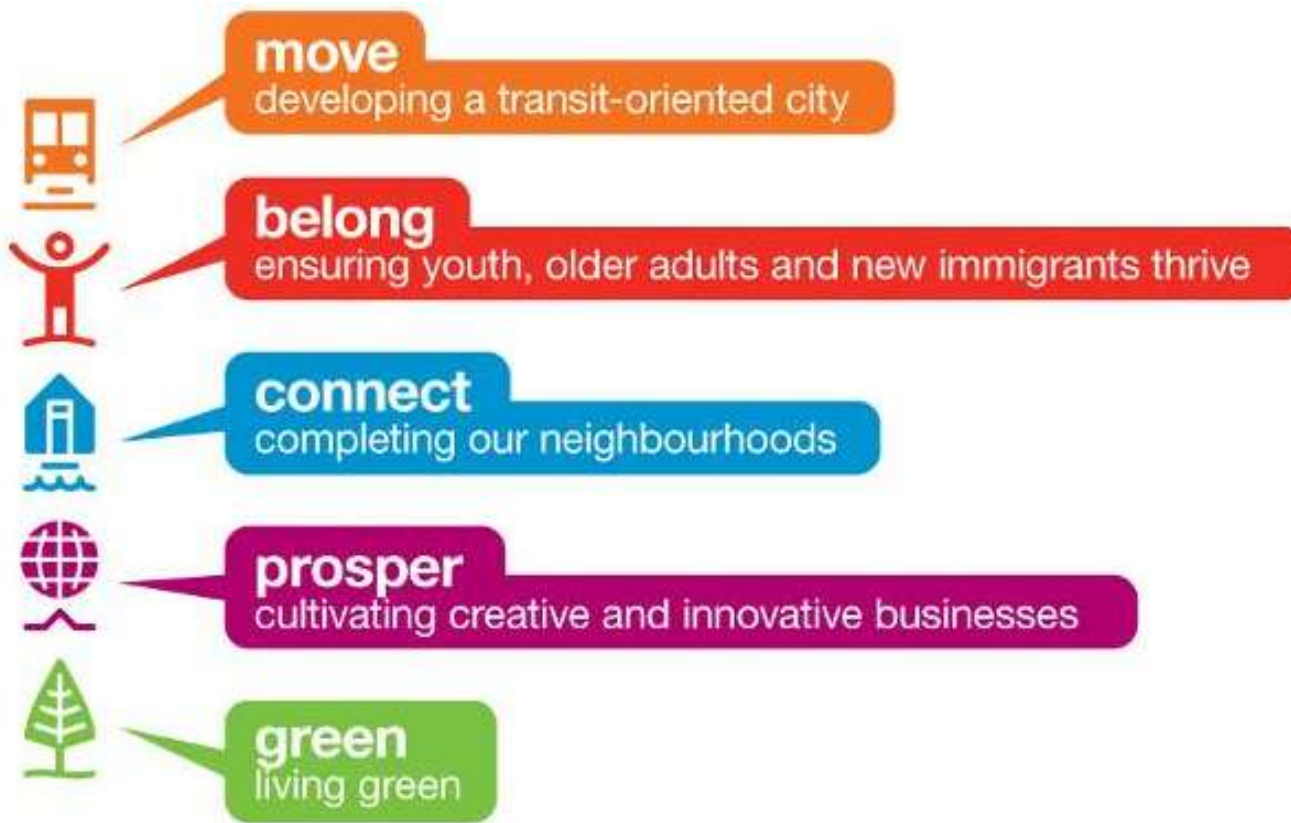 move
developing a transit-oriented city
belong
ensuring youth, older adults and new immigrants thrive
connect
completing our neighbourhoods
prosper
cultivating creative and innovative businesses
green
living green